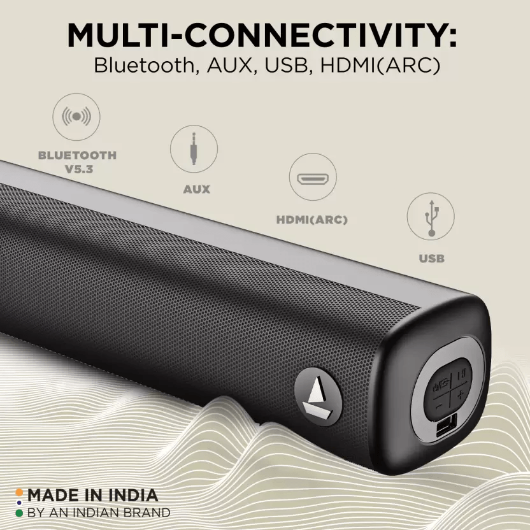 MULTI-CONNECTIVITY:
Bluetooth, AUX, USB, HDMI(ARC)
BLUETOOTH
V5.3
AUX
HDMI(ARC)
USB
MADE IN INDIA
BY AN INDIAN BRAND